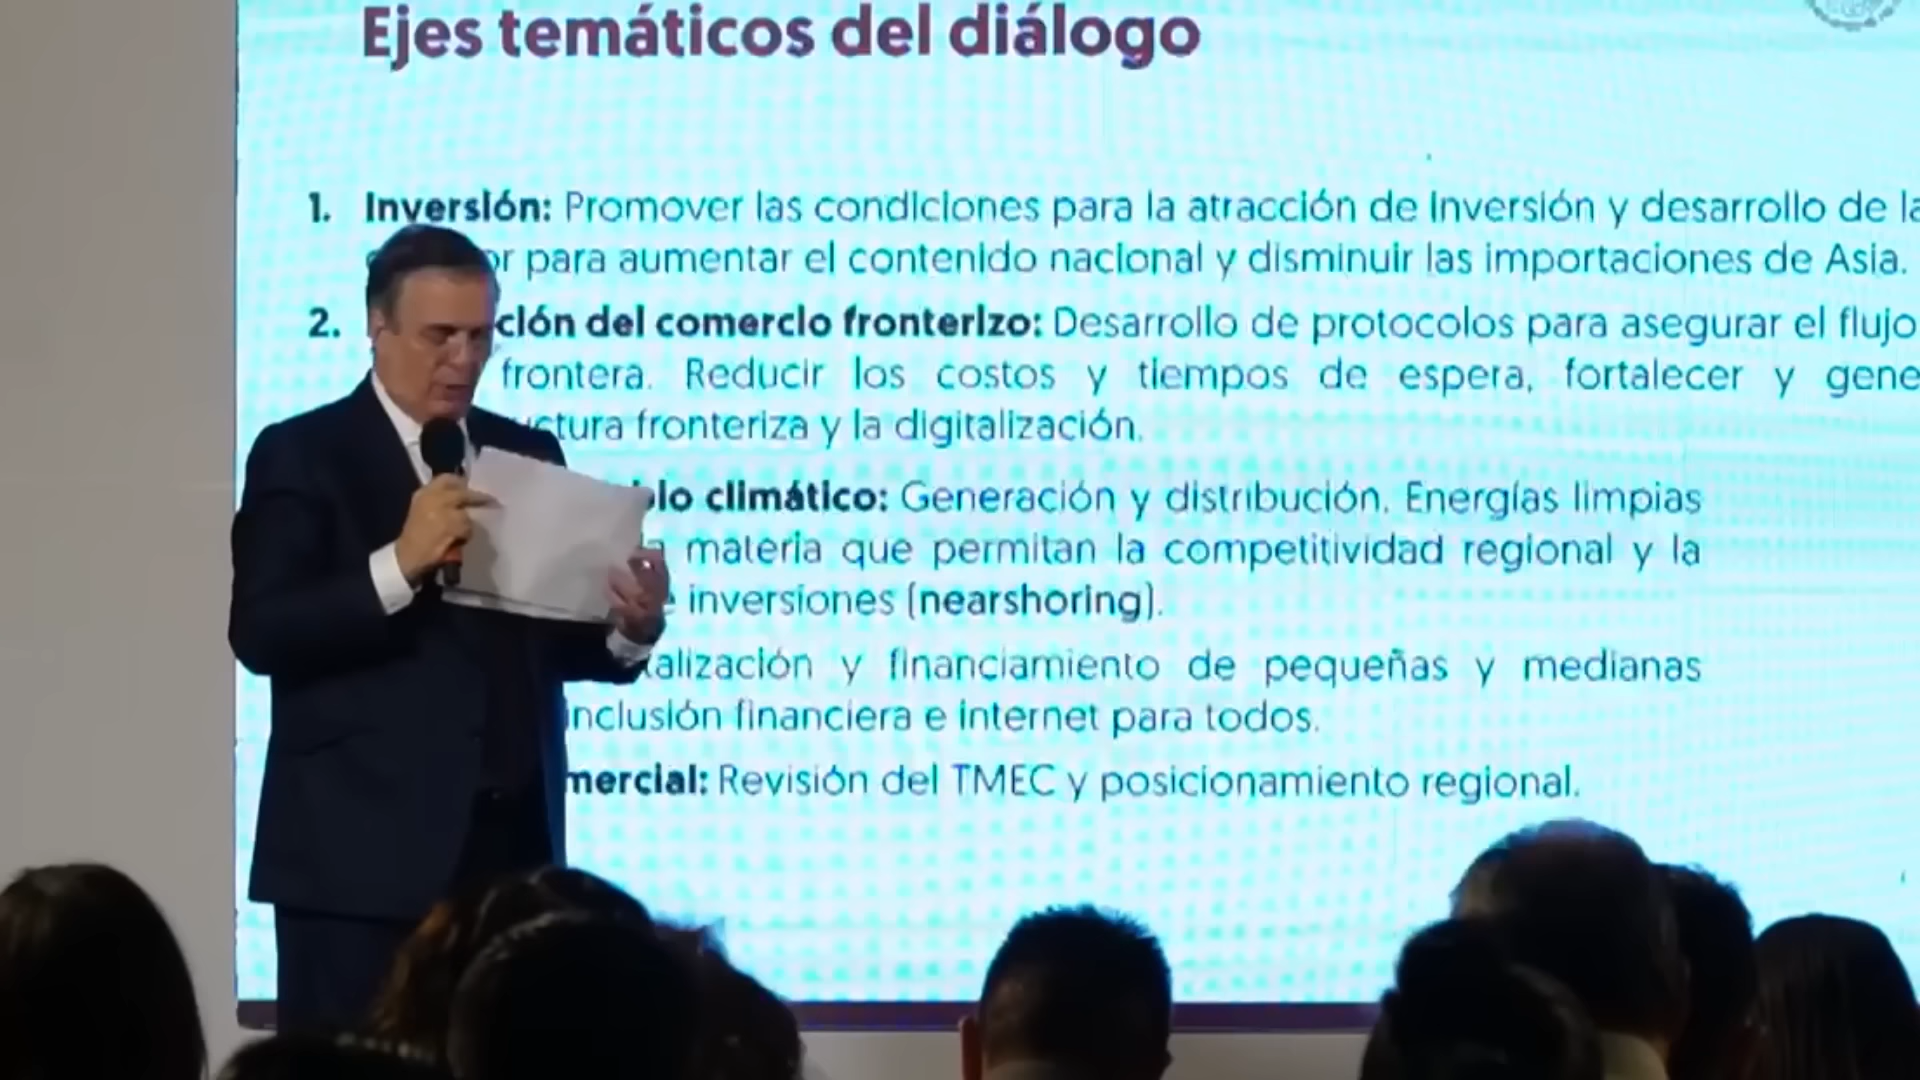 Ejes temáticos del diálogo
1. Inversión: Promover las condiciones para la atracción de Inversión y desarrollo de
para aumentar el contenido nacional y disminuir las importaciones de Asia.
2. ción del comercio fronterizo: Desarrollo de protocolos para asegurar el flujo
frontera. Reducir los costos y tiempos de espera, fortalecer y gene
ctura fronteriza y la digitalización.
bio climático: Generación y distribución. Energías limpias
materia que permitan la competitividad regional y la
inversiones (nearshoring).
talización y financiamiento de pequeñas y medianas
inclusión financiera e internet para todos.
mercial: Revisión del TMEC y posicionamiento regional.